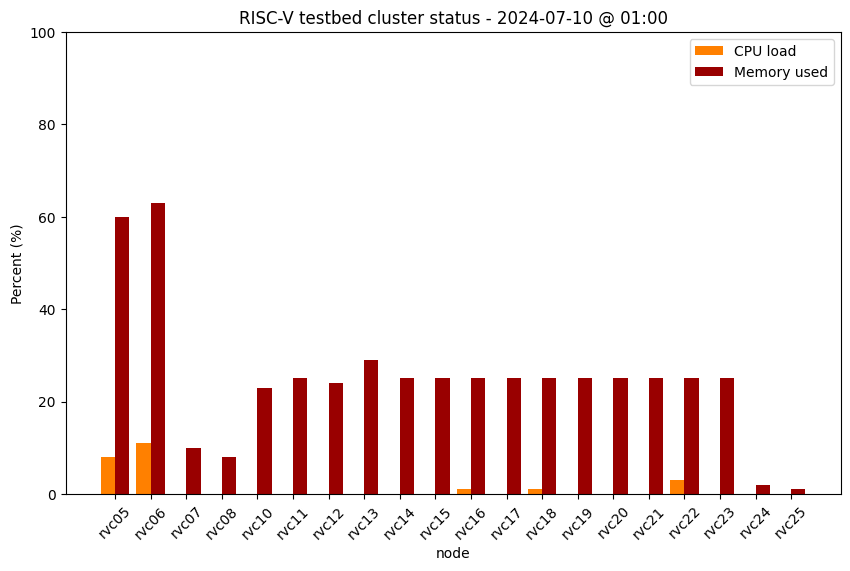 RISC-V testbed cluster status - 2024-07-10 @ 01:00
CPU load
Memory used
Percent (%)
100
80
60
40
20
0
rvc05 rvc06 rvc07 rvc08 rvc10 rvc11 rvc12 rvc13 rvc14 rvc15 rvc16 rvc17 rvc18 rvc19 rvc20 rvc21 rvc22 rvc23 rvc24 rvc25
node